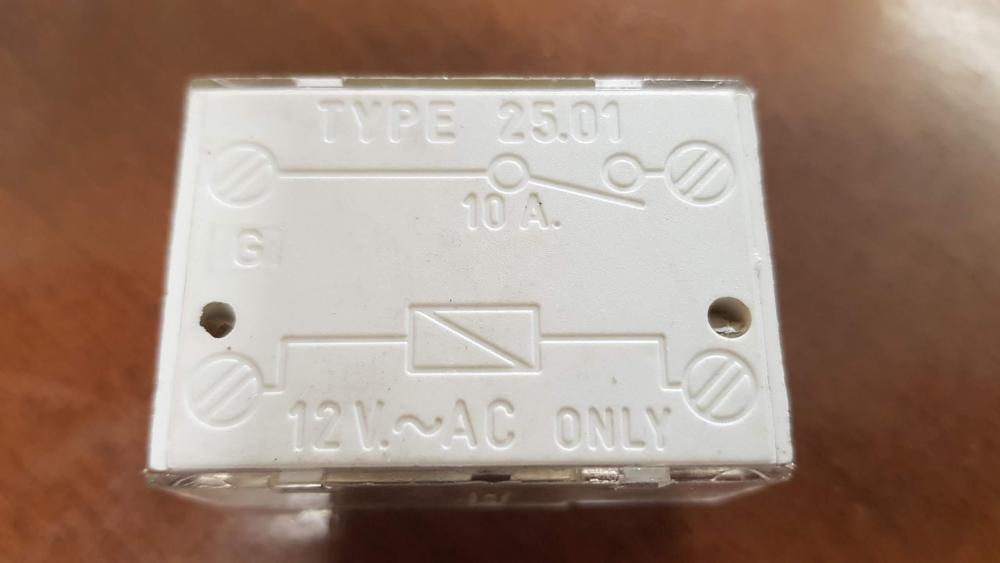 TYPE 25.01
10 A.
G
12V.~AC ONLY